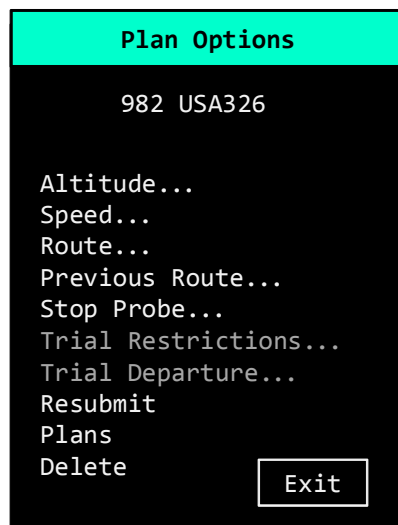 Plan Options
982 USA326
Altitude...
Speed...
Route...
Previous Route...
Stop Probe...
Trial Restrictions...
Trial Departure...
Resubmit
Plans
Delete
Exit